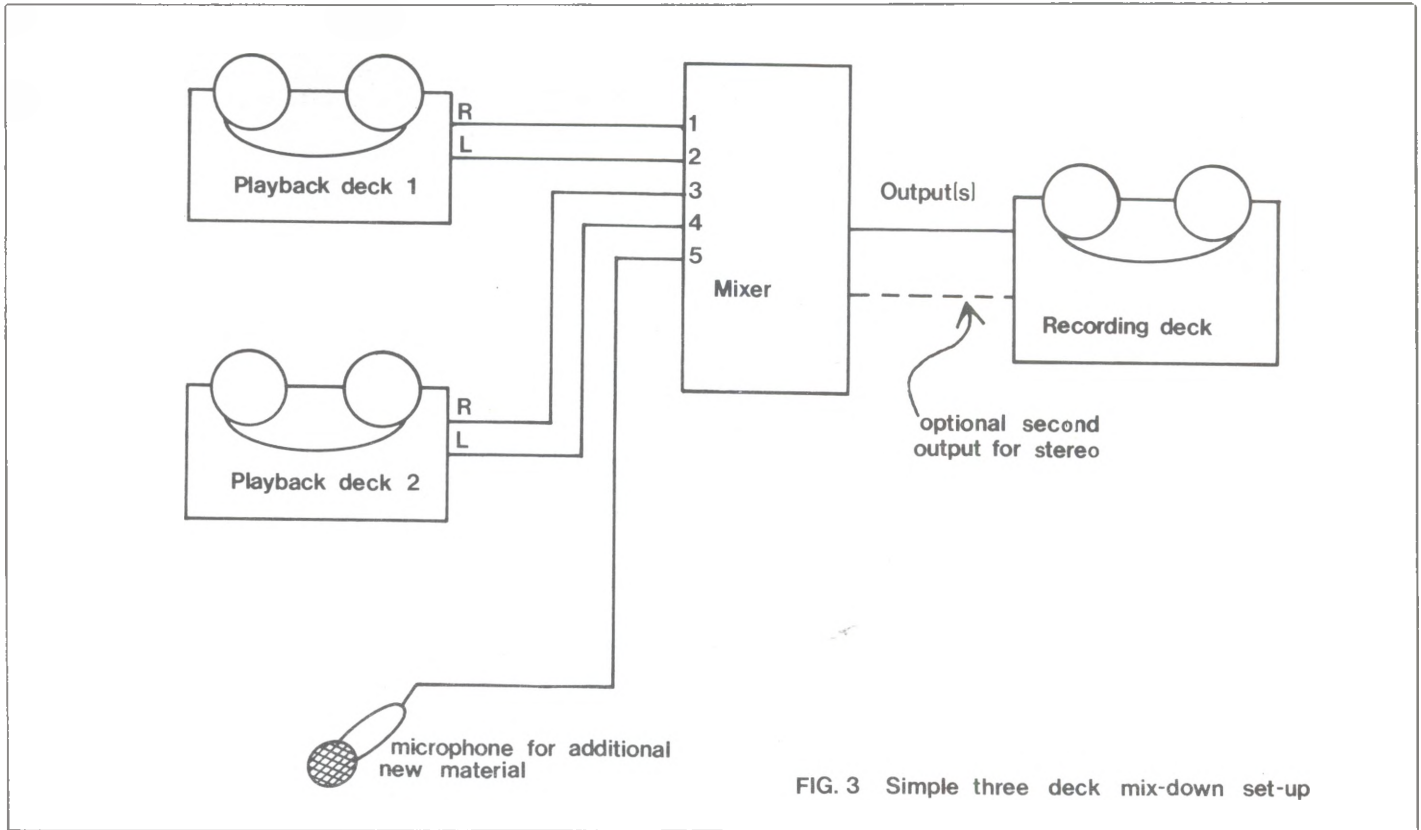 R
L
Playback deck 1
1
2
3
4
5
Mixer
Output(s)
Recording deck
optional second
output for stereo
R
L
Playback deck 2
microphone for additional
new material
FIG. 3 Simple three deck mix-down set-up